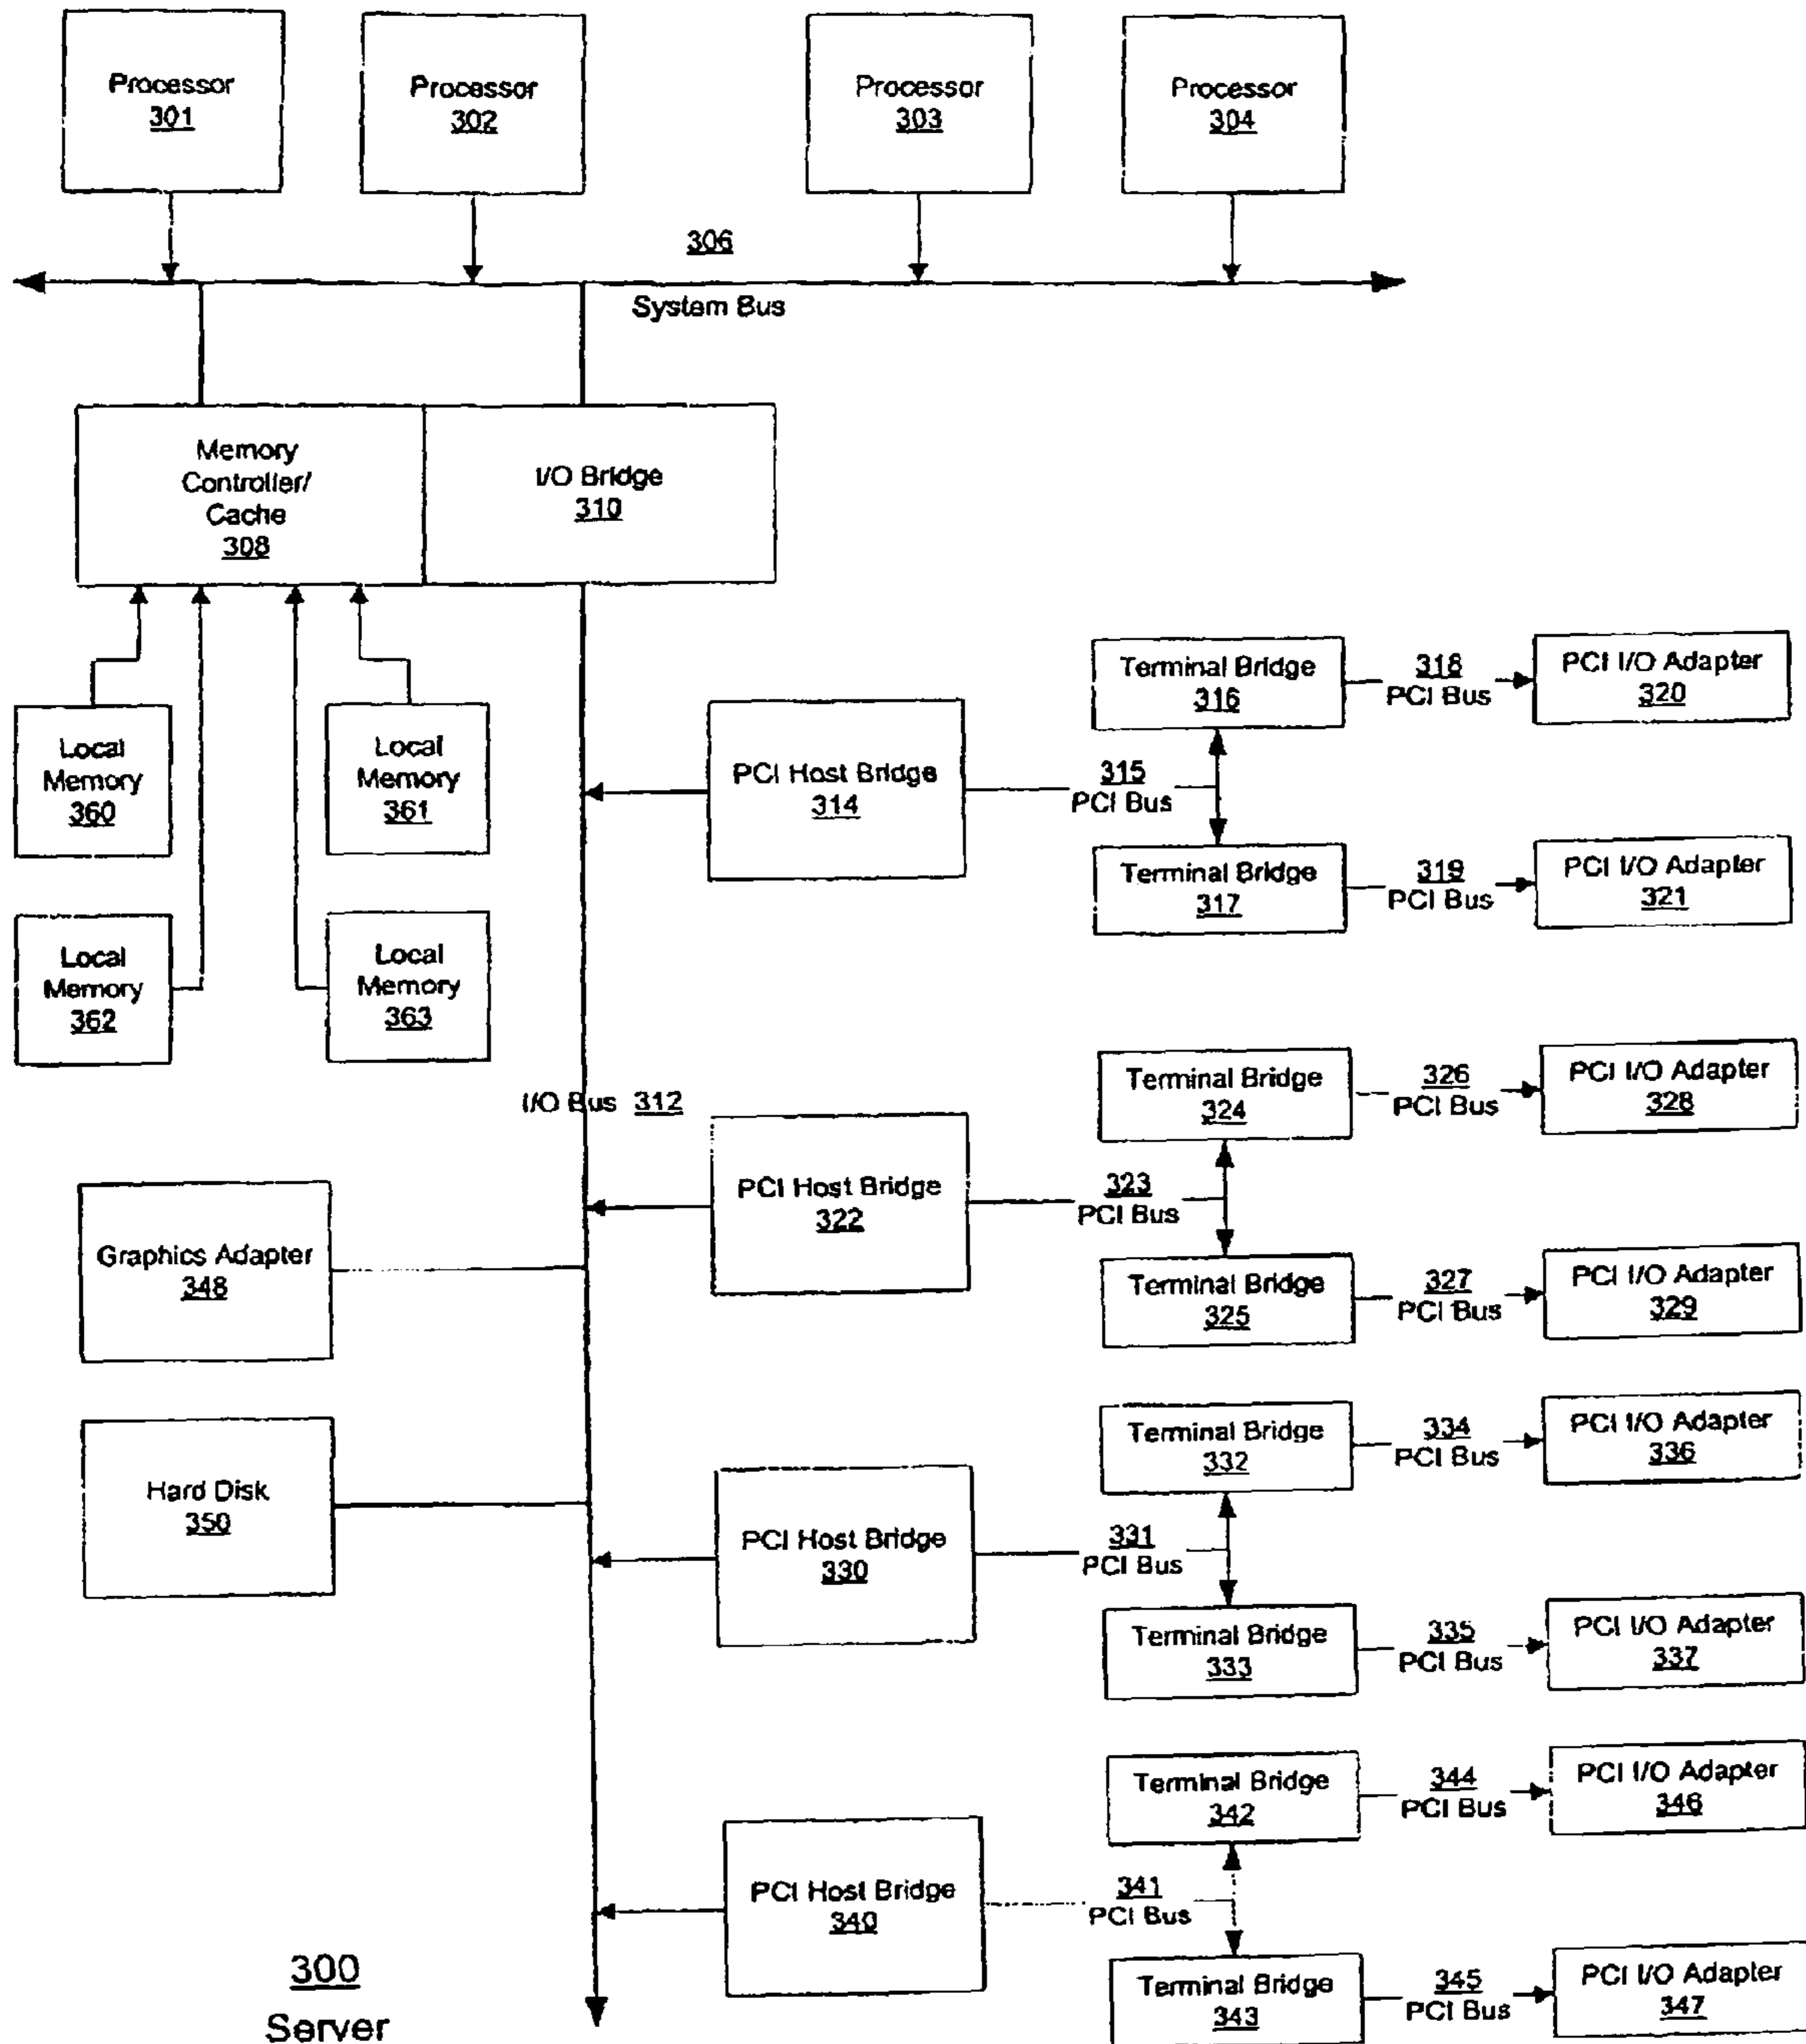 Processor
301
Processor
302
Processor
303
Processor
304
306
System Bus
Memory
Controller/
Cache
308
I/O Bridge
310
Local
Memory
360
Local
Memory
361
Local
Memory
362
Local
Memory
363
PCI Host Bridge
314
315
PCI Bus
Terminal Bridge
316
318
PCI Bus
PCI I/O Adapter
320
Terminal Bridge
317
319
PCI Bus
PCI I/O Adapter
321
I/O Bus 312
PCI Host Bridge
322
323
PCI Bus
Terminal Bridge
324
326
PCI Bus
PCI I/O Adapter
328
Terminal Bridge
325
327
PCI Bus
PCI I/O Adapter
329
Graphics Adapter
348
Hard Disk
350
PCI Host Bridge
330
331
PCI Bus
Terminal Bridge
332
334
PCI Bus
PCI I/O Adapter
336
Terminal Bridge
333
335
PCI Bus
PCI I/O Adapter
337
PCI Host Bridge
340
341
PCI Bus
Terminal Bridge
342
344
PCI Bus
PCI I/O Adapter
346
Terminal Bridge
343
345
PCI Bus
PCI I/O Adapter
347
300
Server